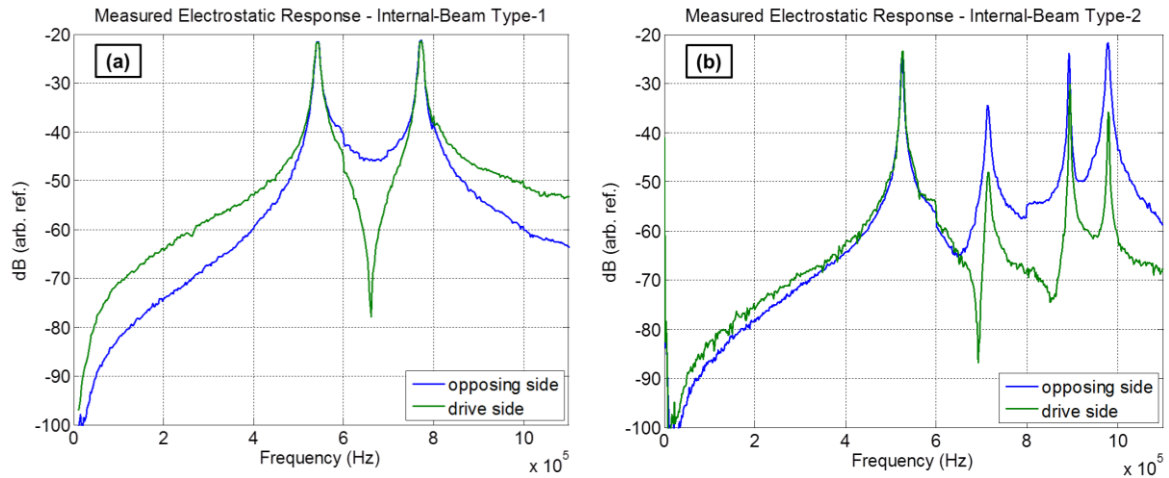 Measured Electrostatic Response - Internal-Beam Type-1
(a)
dB (arb. ref.)
-20
-30
-40
-50
-60
-70
-80
-90
-100
opposing side
drive side
0 2 4 6 8 10
Frequency (Hz)
x 10^5
Measured Electrostatic Response - Internal-Beam Type-2
(b)
dB (arb. ref.)
-20
-30
-40
-50
-60
-70
-80
-90
-100
opposing side
drive side
0 2 4 6 8 10
Frequency (Hz)
x 10^5